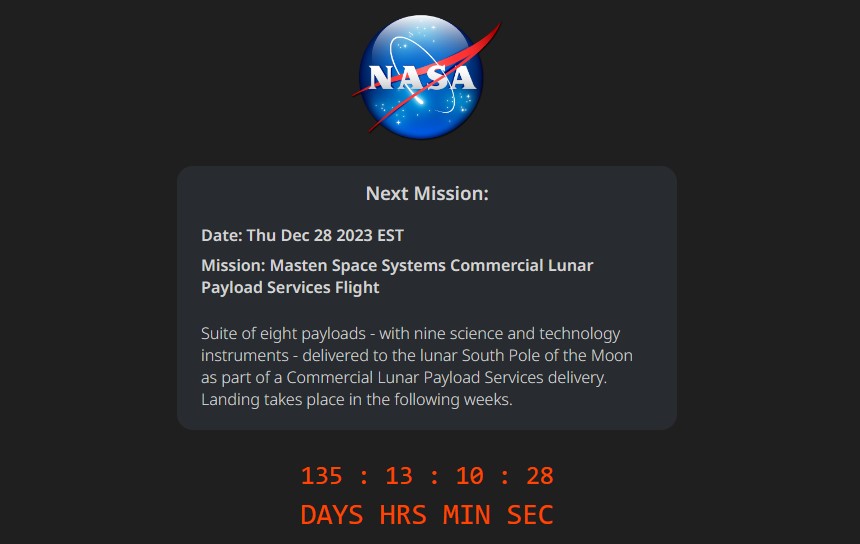 NASA
Next Mission:
Date: Thu Dec 28 2023 EST
Mission: Masten Space Systems Commercial Lunar
Payload Services Flight
Suite of eight payloads - with nine science and technology
instruments - delivered to the lunar South Pole of the Moon
as part of a Commercial Lunar Payload Services delivery.
Landing takes place in the following weeks.
135 : 13 : 10 : 28
DAYS HRS MIN SEC